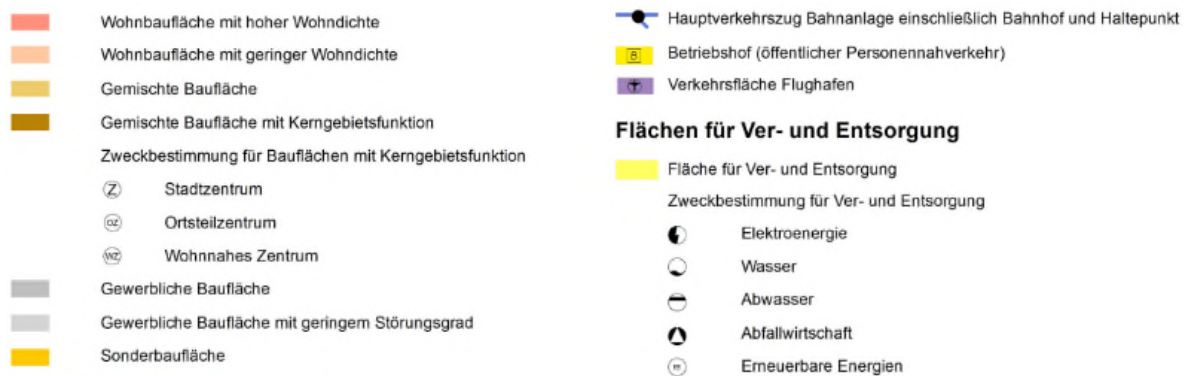 Wohnbaufläche mit hoher Wohndichte
Wohnbaufläche mit geringer Wohndichte
Gemischte Baufläche
Gemischte Baufläche mit Kerngebietsfunktion
Zweckbestimmung für Bauflächen mit Kerngebietsfunktion
Z Stadtzentrum
OZ Ortsteilzentrum
WZ Wohnnahes Zentrum
Gewerbliche Baufläche
Gewerbliche Baufläche mit geringem Störungsgrad
Sonderbaufläche
Hauptverkehrszug Bahnanlage einschließlich Bahnhof und Haltepunkt
Betriebshof (öffentlicher Personennahverkehr)
Verkehrsfläche Flughafen
Flächen für Ver- und Entsorgung
Fläche für Ver- und Entsorgung
Zweckbestimmung für Ver- und Entsorgung
Elektroenergie
Wasser
Abwasser
Abfallwirtschaft
Erneuerbare Energien